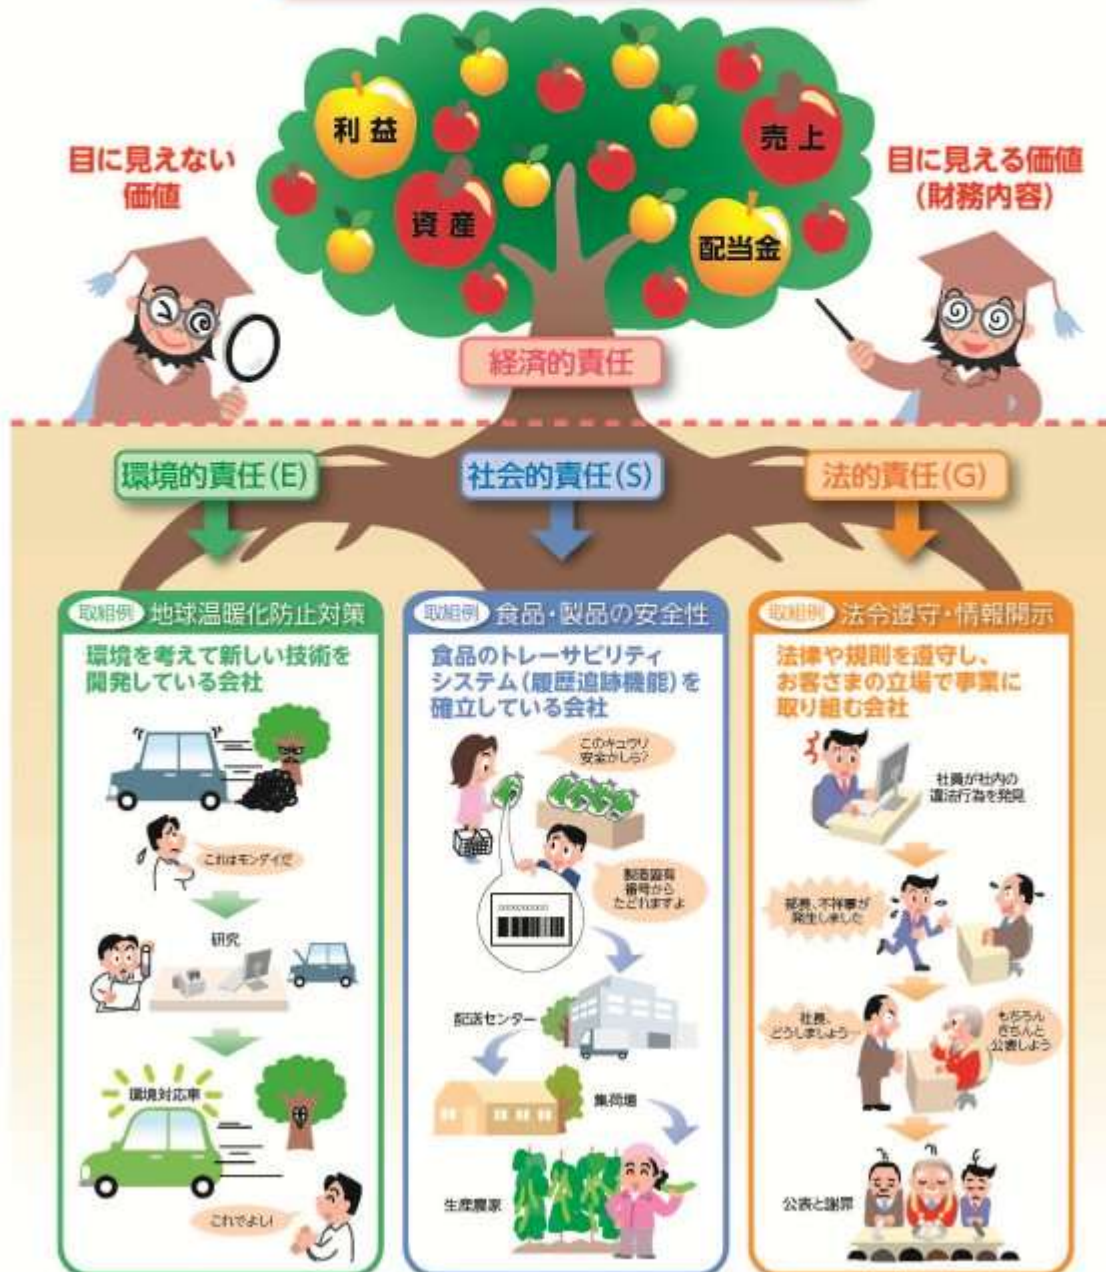 利益
売上
資産
配当金
目に見えない
価値
目に見える価値
(財務内容)
経済的責任
環境的責任(E)
社会的責任(S)
法的責任(G)
取組例 地球温暖化防止対策
環境を考えて新しい技術を
開発している会社
これはモンダイだ
研究
環境対応車
これでよし!
取組例 食品・製品の安全性
食品のトレーサビリティ
システム(履歴追跡機能)を
確立している会社
このキュウリ
安全かしら?
製造固有
番号から
たどれますよ
配送センター
集荷場
生産農家
取組例 法令遵守・情報開示
法律や規則を遵守し、
お客さまの立場で事業に
取り組む会社
社員が社内の
違法行為を発見
部長、不祥事が
発生しました
社長、
どうしましょう…
もちろん
きちんと
公表しよう
公表と謝罪